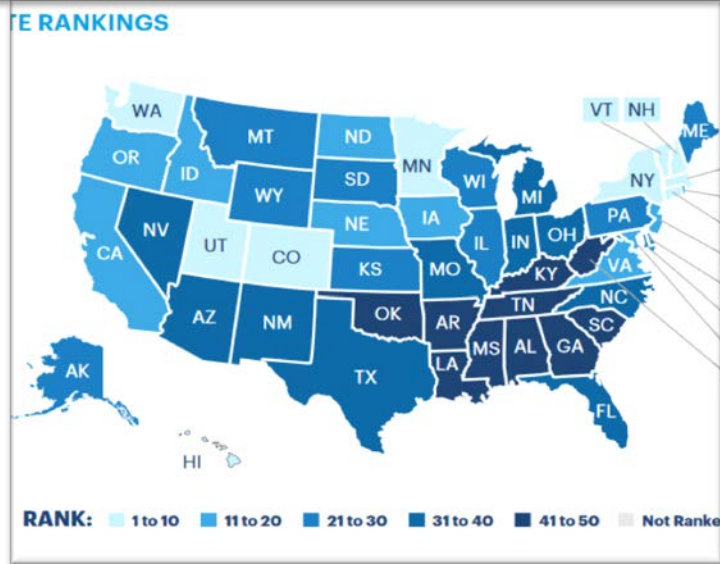 TE RANKINGS
VT NH
WA
MT
ND
ME
OR
MN
ID
SD
WI
NY
WY
MI
IA
PA
NE
NV
IL
IN
OH
UT
CA
CO
VA
KS
MO
KY
NC
TN
OK
AZ
NM
AR
SC
MS
AL
GA
LA
AK
TX
FL
HI
RANK: 1 to 10 11 to 20 21 to 30 31 to 40 41 to 50 Not Ranke